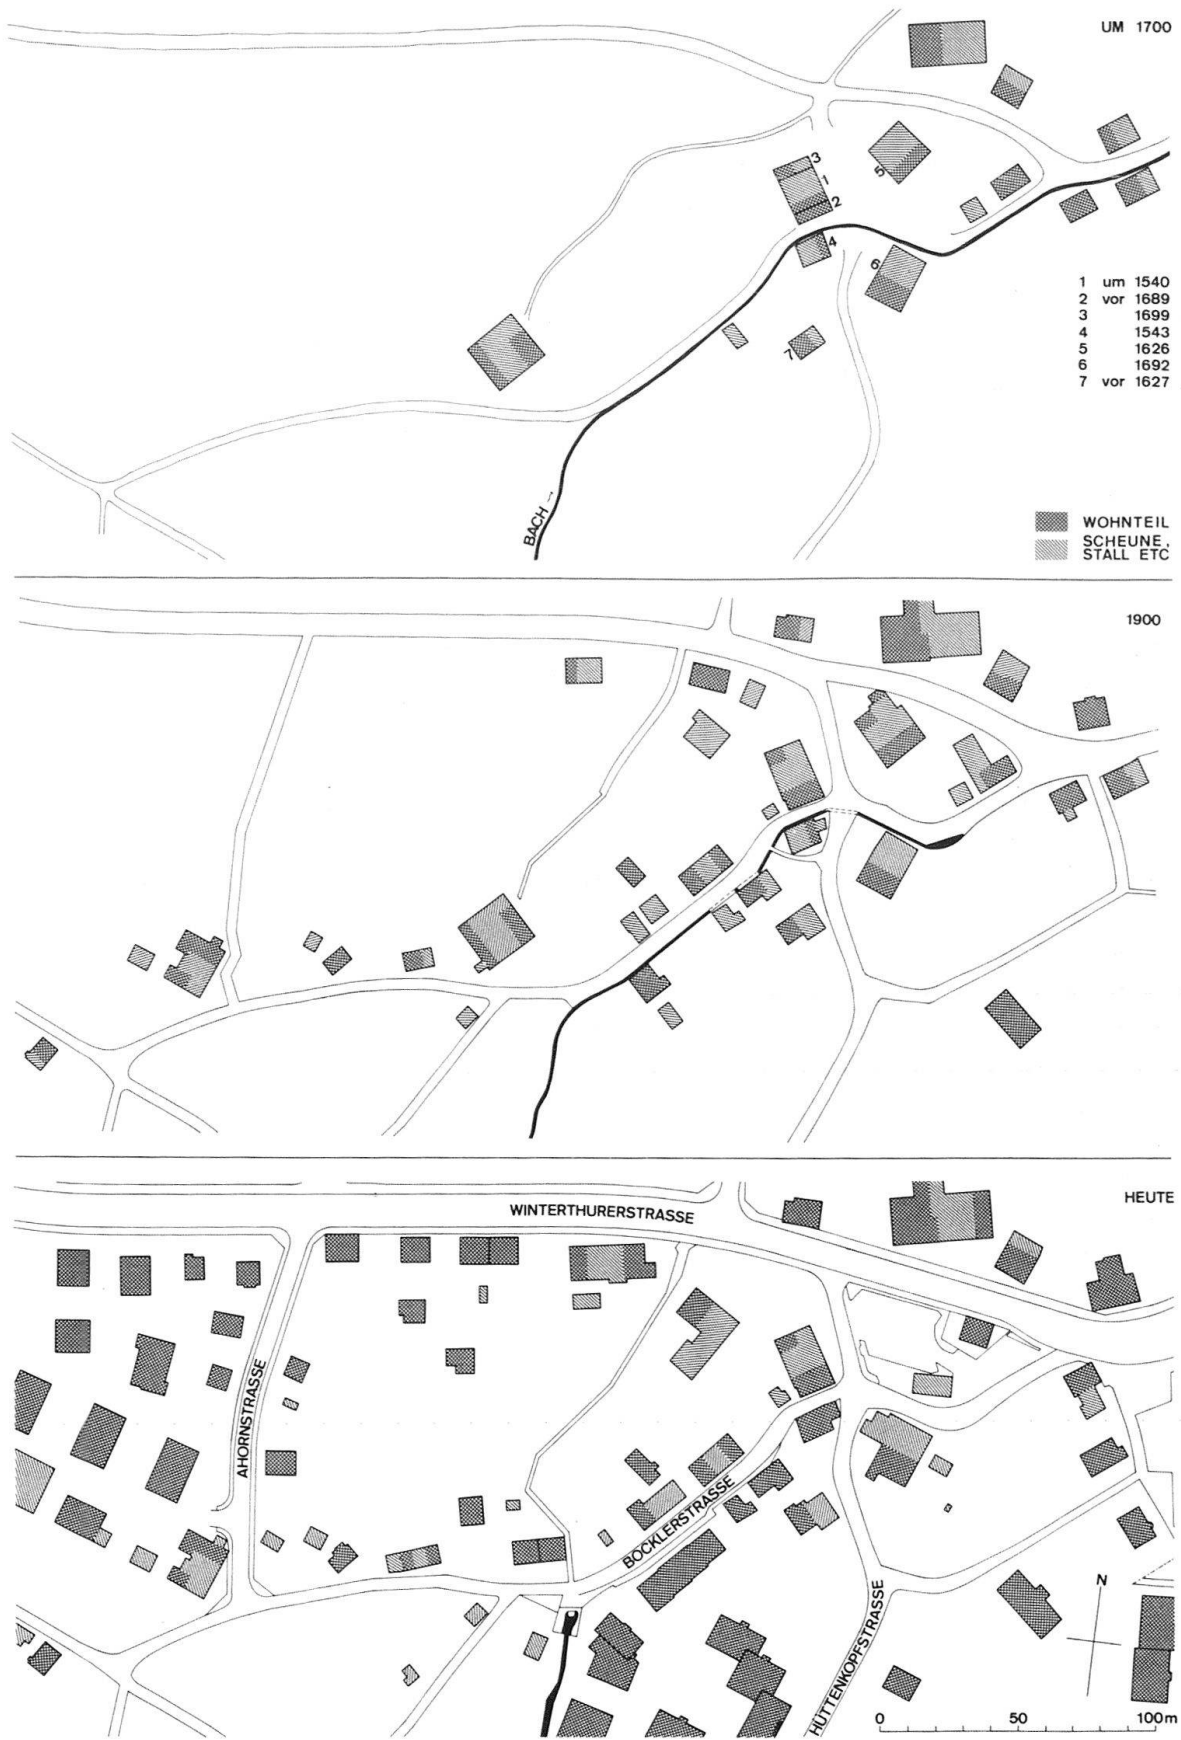 UM 1700
3
1
2
5
4
6
7
1 um 1540
2 vor 1689
3 1699
4 1543
5 1626
6 1692
7 vor 1627
BACH →
WOHNTEIL
SCHEUNE,
STALL ETC
1900
HEUTE
WINTERTHURERSTRASSE
AHORNSTRASSE
BOCKLERSTRASSE
HÜTTENKOPFSTRASSE
N
0 50 100m